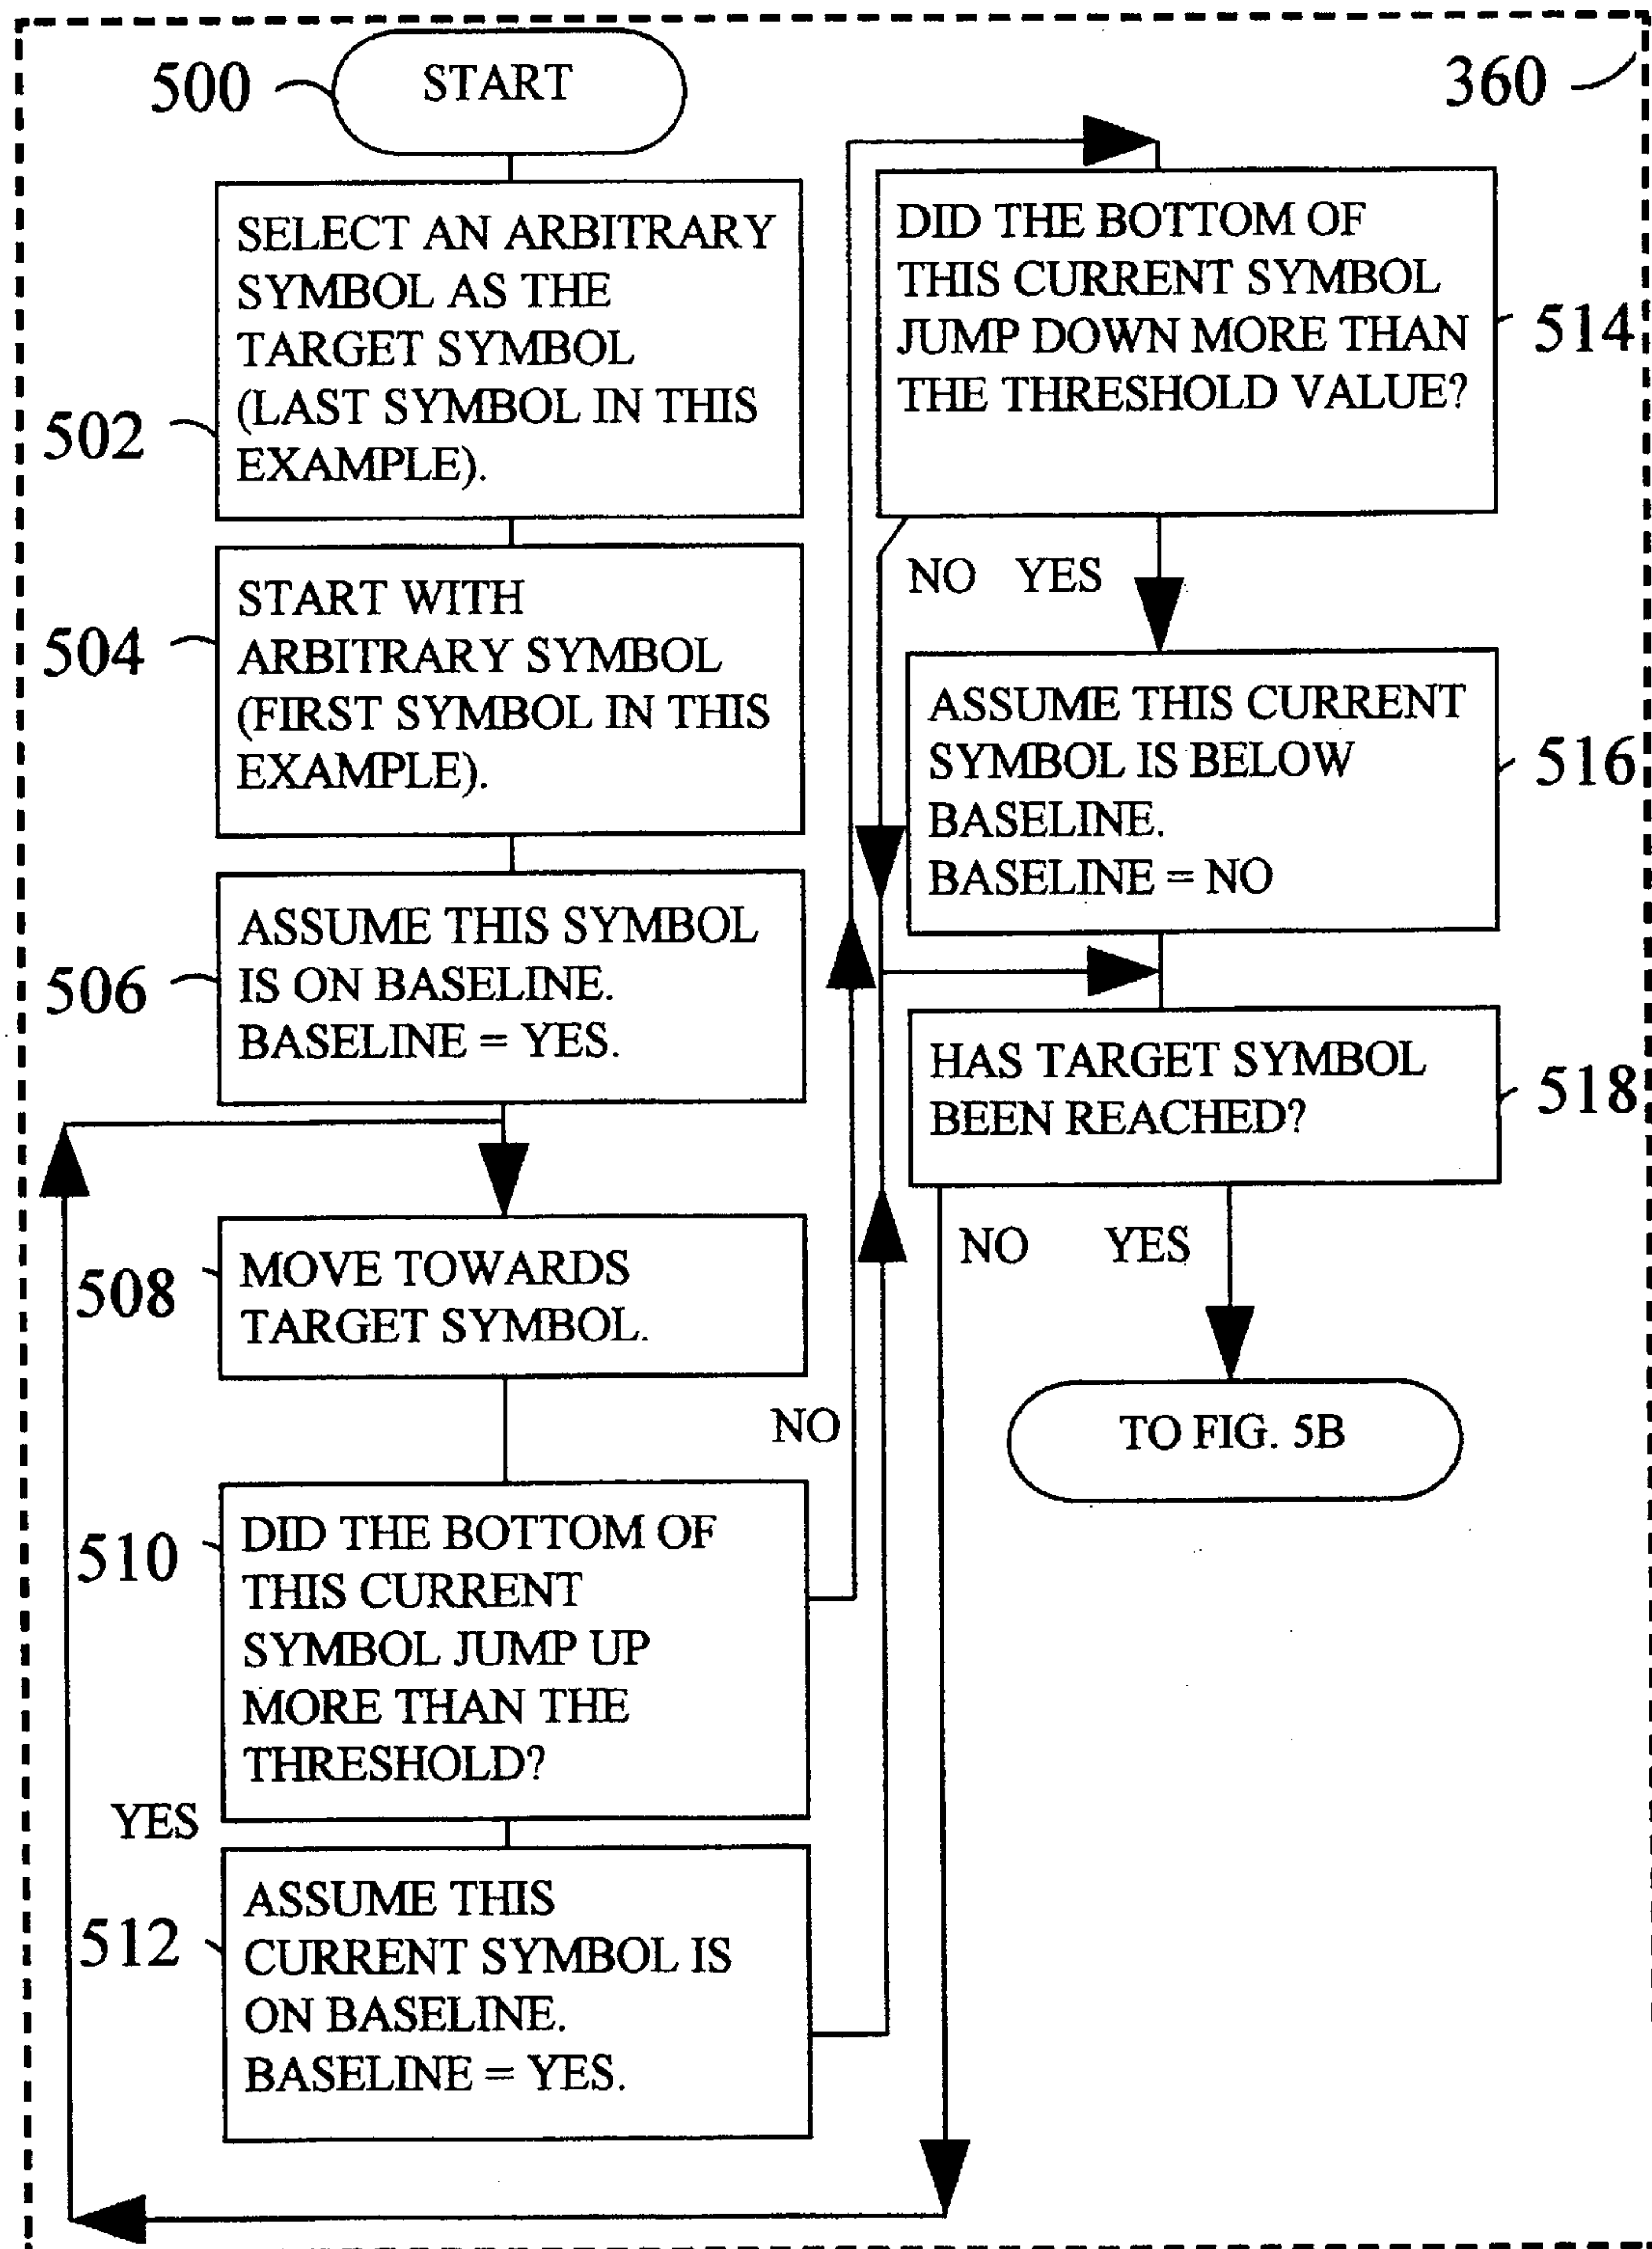 360
500
START
502
SELECT AN ARBITRARY
SYMBOL AS THE
TARGET SYMBOL
(LAST SYMBOL IN THIS
EXAMPLE).
504
START WITH
ARBITRARY SYMBOL
(FIRST SYMBOL IN THIS
EXAMPLE).
506
ASSUME THIS SYMBOL
IS ON BASELINE.
BASELINE = YES.
508
MOVE TOWARDS
TARGET SYMBOL.
NO
510
DID THE BOTTOM OF
THIS CURRENT
SYMBOL JUMP UP
MORE THAN THE
THRESHOLD?
YES
512
ASSUME THIS
CURRENT SYMBOL IS
ON BASELINE.
BASELINE = YES.
DID THE BOTTOM OF
THIS CURRENT SYMBOL
JUMP DOWN MORE THAN
THE THRESHOLD VALUE?
514
NO YES
ASSUME THIS CURRENT
SYMBOL IS BELOW
BASELINE.
BASELINE = NO
516
HAS TARGET SYMBOL
BEEN REACHED?
518
NO YES
TO FIG. 5B